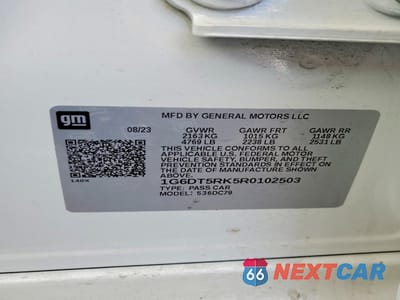 gm
MFD BY GENERAL MOTORS LLC
08/23 GVWR GAWR FRT GAWR RR
2163 KG 1015 KG 1148 KG
4769 LB 2238 LB 2531 LB
THIS VEHICLE CONFORMS TO ALL
APPLICABLE U.S. FEDERAL MOTOR
VEHICLE SAFETY, BUMPER, AND THEFT
PREVENTION STANDARDS IN EFFECT ON
THE DATE OF MANUFACTURE SHOWN ABOVE.
1G6DT5RK5R0102503
TYPE: PASS CAR
MODEL: 536DC79
66 NEXTCAR